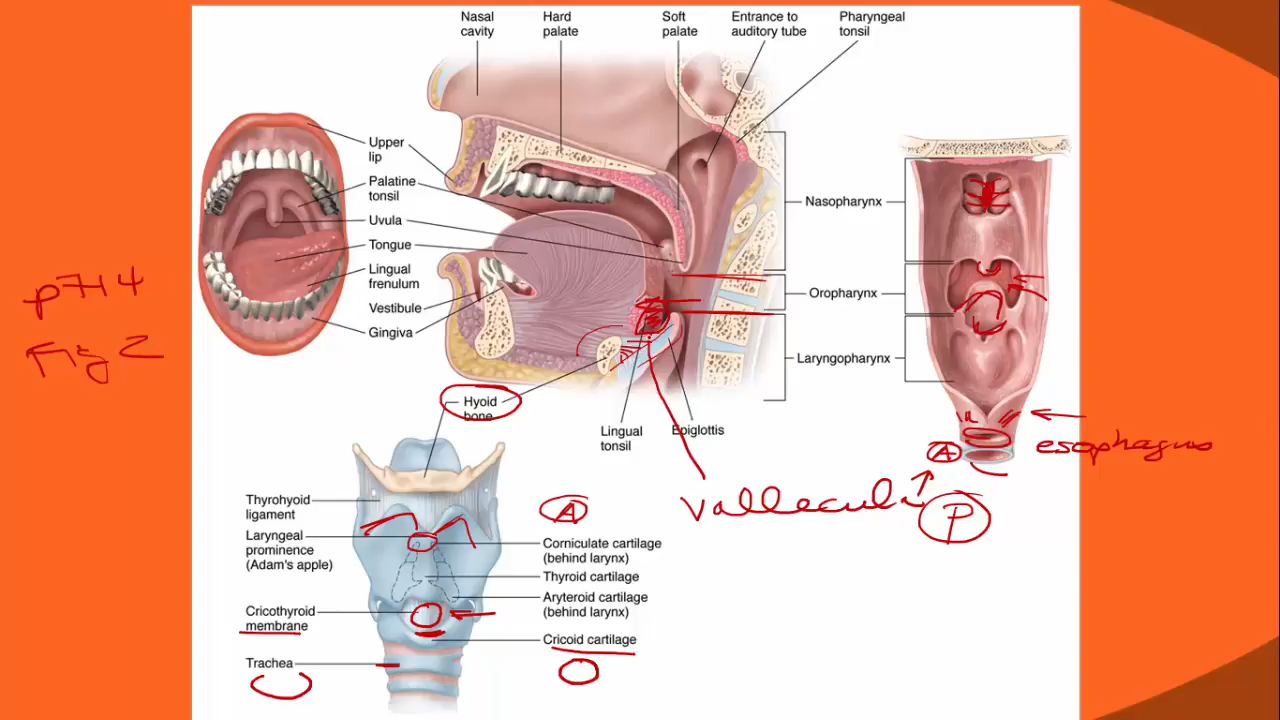 Nasal
cavity
Hard
palate
Soft
palate
Entrance to
auditory tube
Pharyngeal
tonsil
Upper
lip
Palatine
tonsil
Uvula
Tongue
Lingual
frenulum
Vestibule
Gingiva
Nasopharynx
Oropharynx
Laryngopharynx
p714
Fig 2
Hyoid
bone
Lingual
tonsil
Epiglottis
A
esophagus
vallecula
P
Thyrohyoid
ligament
Laryngeal
prominence
(Adam's apple)
Cricothyroid
membrane
Trachea
A
Corniculate cartilage
(behind larynx)
Thyroid cartilage
Aryteroid cartilage
(behind larynx)
Cricoid cartilage